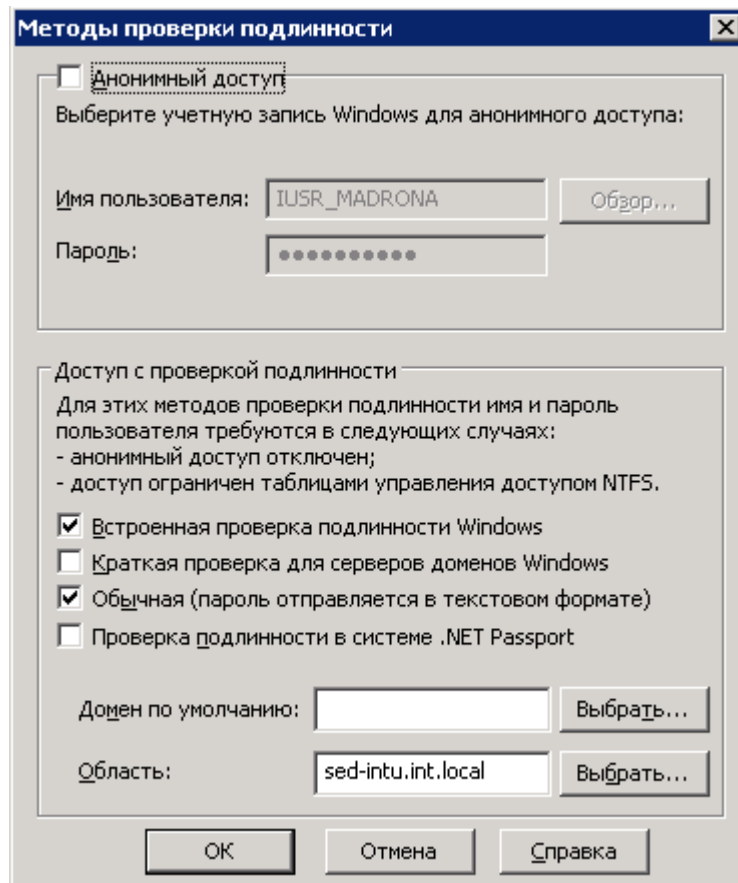 Методы проверки подлинности
Анонимный доступ
Выберите учетную запись Windows для анонимного доступа:
Имя пользователя: IUSR_MADRONA Обзор...
Пароль: ●●●●●●●●●●
Доступ с проверкой подлинности
Для этих методов проверки подлинности имя и пароль
пользователя требуются в следующих случаях:
- анонимный доступ отключен;
- доступ ограничен таблицами управления доступом NTFS.
Встроенная проверка подлинности Windows
Краткая проверка для серверов доменов Windows
Обычная (пароль отправляется в текстовом формате)
Проверка подлинности в системе .NET Passport
Домен по умолчанию: Выбрать...
Область: sed-intu.int.local Выбрать...
ОК Отмена Справка